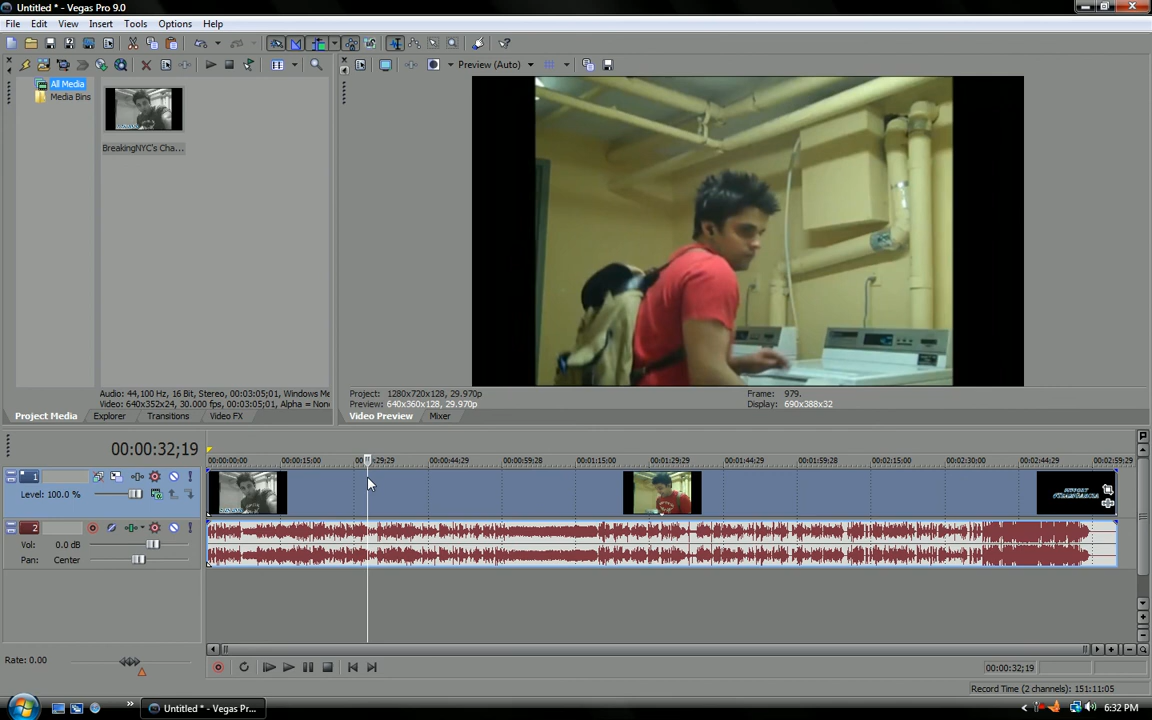 Untitled * - Vegas Pro 9.0
File Edit View Insert Tools Options Help
Preview (Auto)
All Media
Media Bins
BreakingNYC's Cha...
Audio: 44,100 Hz, 16 Bit, Stereo, 00:03:05;01, Windows Me
Video: 640x352x24, 30.000 fps, 00:03:05;01, Alpha = Non
Project Media Explorer Transitions Video FX
Project: 1280x720x128, 29.970p
Preview: 640x360x128, 29.970p
Frame: 979,
Display: 690x388x32
Video Preview Mixer
00:00:32;19
00:00:00:00 00:00:15:00 00:00:29:29 00:00:44:29 00:00:59:28 00:01:15:00 00:01:29:29 00:01:44:29 00:01:59:28 00:02:15:00 00:02:30:00 00:02:44:29 00:02:59:29
1
Level: 100.0 %
SUPPORT
2
Vol: 0.0 dB
Pan: Center
Rate: 0.00
00:00:32;19
Record Time (2 channels): 151:11:05
Untitled * - Vegas Pr...
6:32 PM